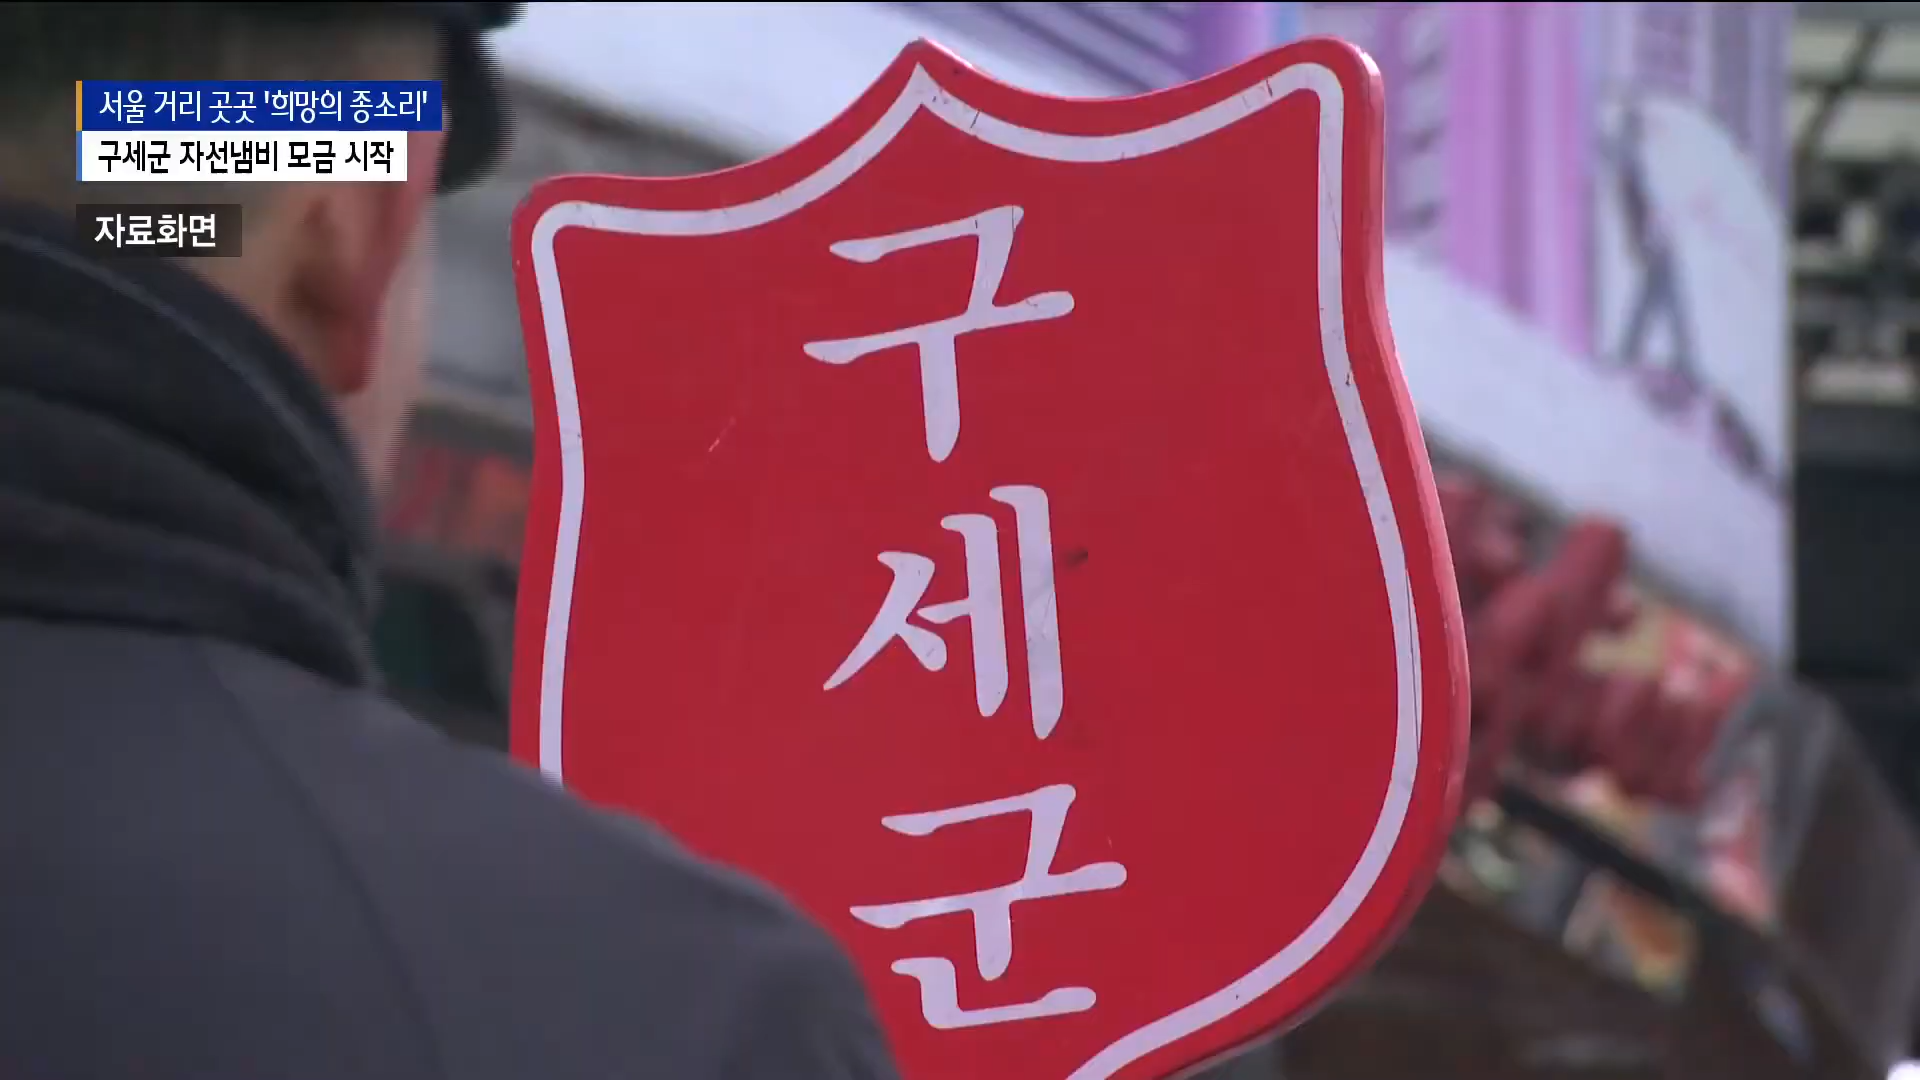 서울 거리 곳곳 '희망의 종소리'
구세군 자선냄비 모금 시작
자료화면
구
세
군